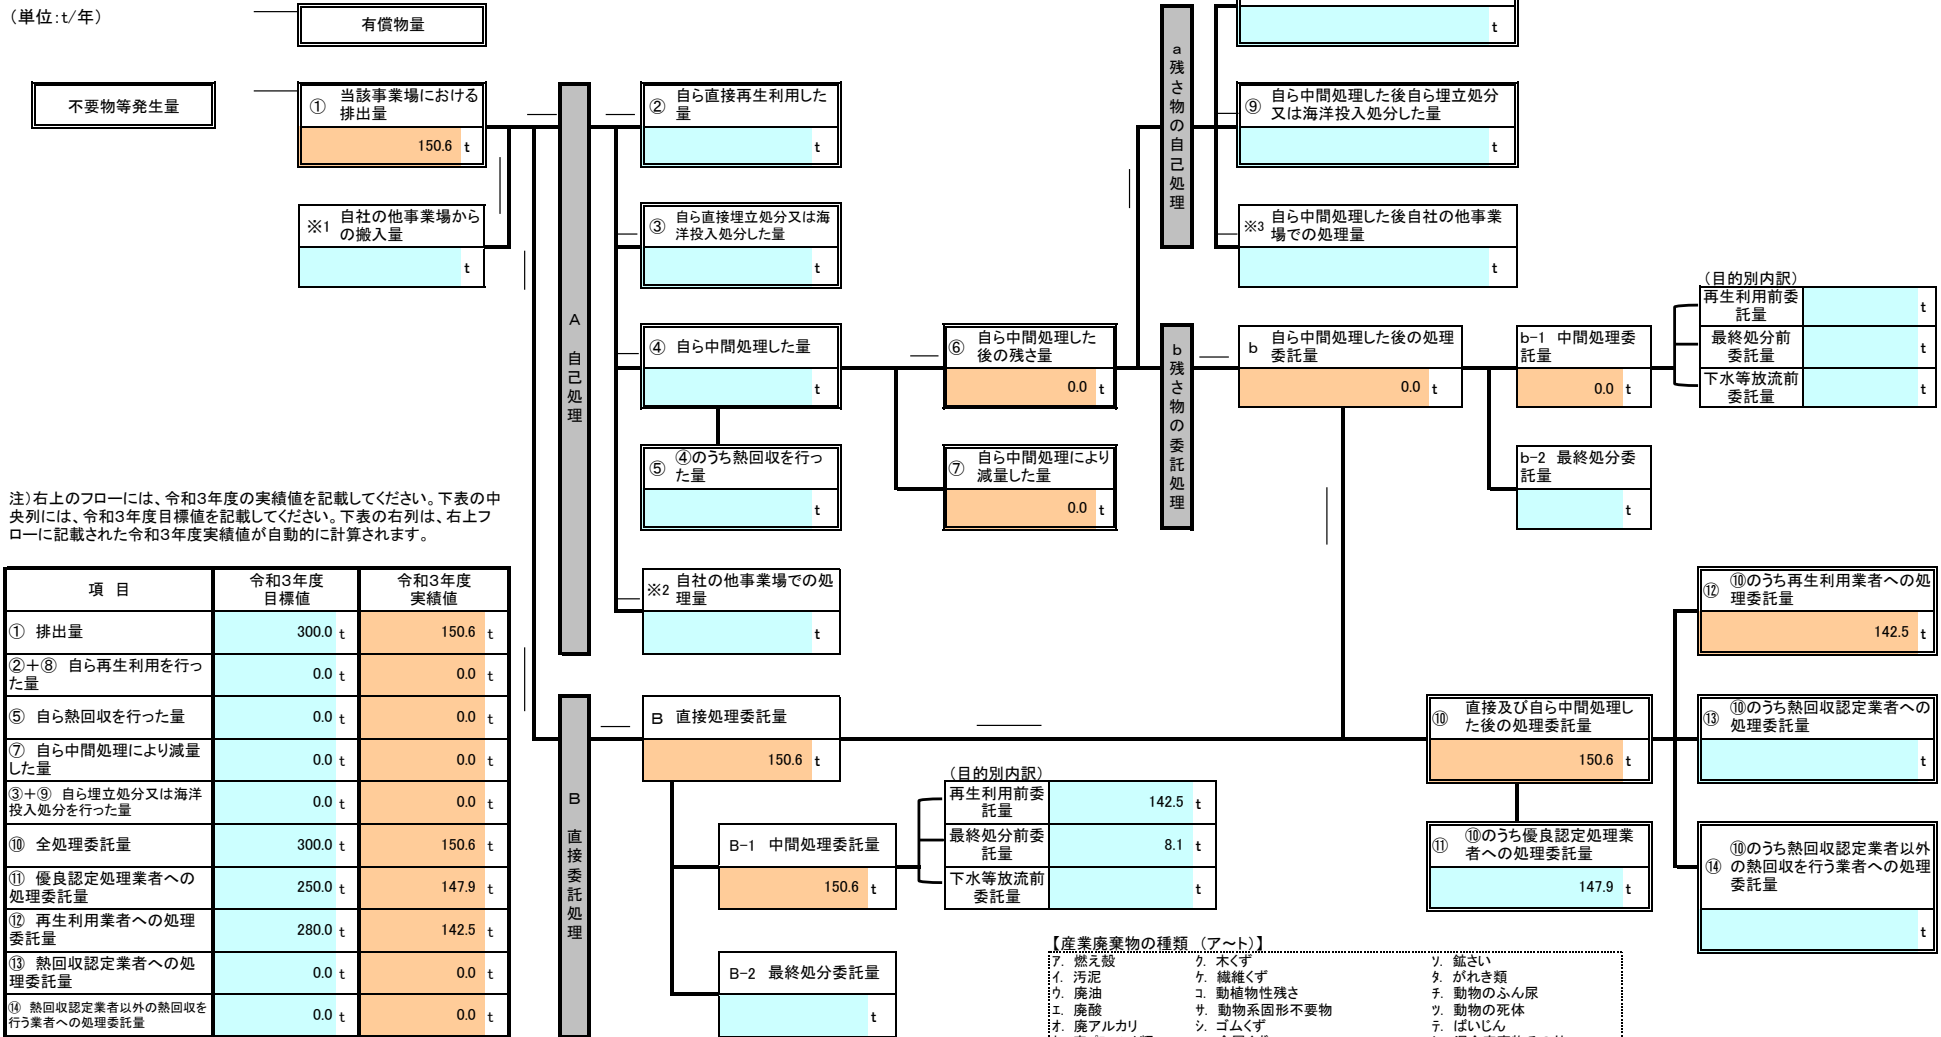 (単位:t/年)
有償物量
t
不要物等発生量
① 当該事業場における
排出量
150.6 t
※1 自社の他事業場から
の搬入量
t
A 自己処理
② 自ら直接再生利用した
量
t
③ 自ら直接埋立処分又は海
洋投入処分した量
t
④ 自ら中間処理した量
t
⑤ ④のうち熱回収を行っ
た量
t
※2 自社の他事業場での処
理量
t
⑥ 自ら中間処理した
後の残さ量
0.0 t
⑦ 自ら中間処理により
減量した量
0.0 t
a 残さ物の自己処理
⑨ 自ら中間処理した後自ら埋立処分
又は海洋投入処分した量
t
※3 自ら中間処理した後自社の他事業
場での処理量
t
b 残さ物の委託処理
b 自ら中間処理した後の処理
委託量
0.0 t
b-1 中間処理委
託量
0.0 t
b-2 最終処分委
託量
t
(目的別内訳)
再生利用前委
託量
t
最終処分前
委託量
t
下水等放流前
委託量
t
注)右上のフローには、令和3年度の実績値を記載してください。下表の中
央列には、令和3年度目標値を記載してください。下表の右列は、右上フ
ローに記載された令和3年度実績値が自動的に計算されます。
項 目 令和3年度 令和3年度
目標値 実績値
① 排出量 300.0 t 150.6 t
②+⑧ 自ら再生利用を行っ
た量 0.0 t 0.0 t
⑤ 自ら熱回収を行った量 0.0 t 0.0 t
⑦ 自ら中間処理により減量
した量 0.0 t 0.0 t
③+⑨ 自ら埋立処分又は海洋
投入処分を行った量 0.0 t 0.0 t
⑩ 全処理委託量 300.0 t 150.6 t
⑪ 優良認定処理業者への
処理委託量 250.0 t 147.9 t
⑫ 再生利用業者への処理
委託量 280.0 t 142.5 t
⑬ 熱回収認定業者への処
理委託量 0.0 t 0.0 t
⑭ 熱回収認定業者以外の熱回収を
行う業者への処理委託量 0.0 t 0.0 t
B 直接委託処理
B 直接処理委託量
150.6 t
B-1 中間処理委託量
150.6 t
B-2 最終処分委託量
t
(目的別内訳)
再生利用前委
託量
142.5 t
最終処分前委
託量
8.1 t
下水等放流前
委託量
t
⑩ 直接及び自ら中間処理し
た後の処理委託量
150.6 t
⑪ ⑩のうち優良認定処理業
者への処理委託量
147.9 t
⑫ ⑩のうち再生利用業者への処
理委託量
142.5 t
⑬ ⑩のうち熱回収認定業者への
処理委託量
t
⑭ ⑩のうち熱回収認定業者以外
の熱回収を行う業者への処理
委託量
t
【産業廃棄物の種類 (ア~ト)】
ア. 燃え殻 ク. 木くず ソ. 鉱さい
イ. 汚泥 ケ. 繊維くず タ. がれき類
ウ. 廃油 コ. 動植物性残さ チ. 動物のふん尿
エ. 廃酸 サ. 動物系固形不要物 ツ. 動物の死体
オ. 廃アルカリ シ. ゴムくず テ. ばいじん